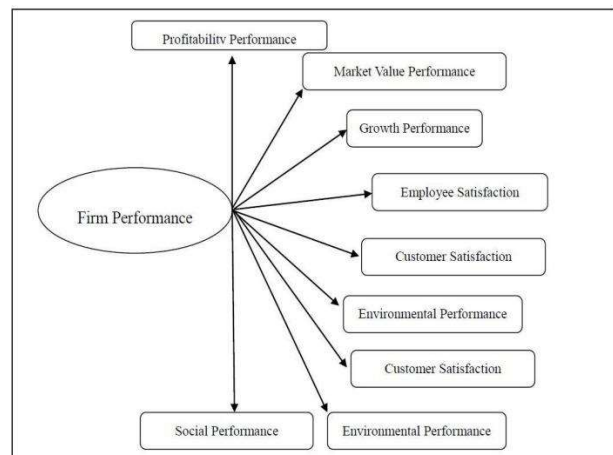 Profitability Performance
Market Value Performance
Growth Performance
Employee Satisfaction
Firm Performance
Customer Satisfaction
Environmental Performance
Customer Satisfaction
Social Performance
Environmental Performance